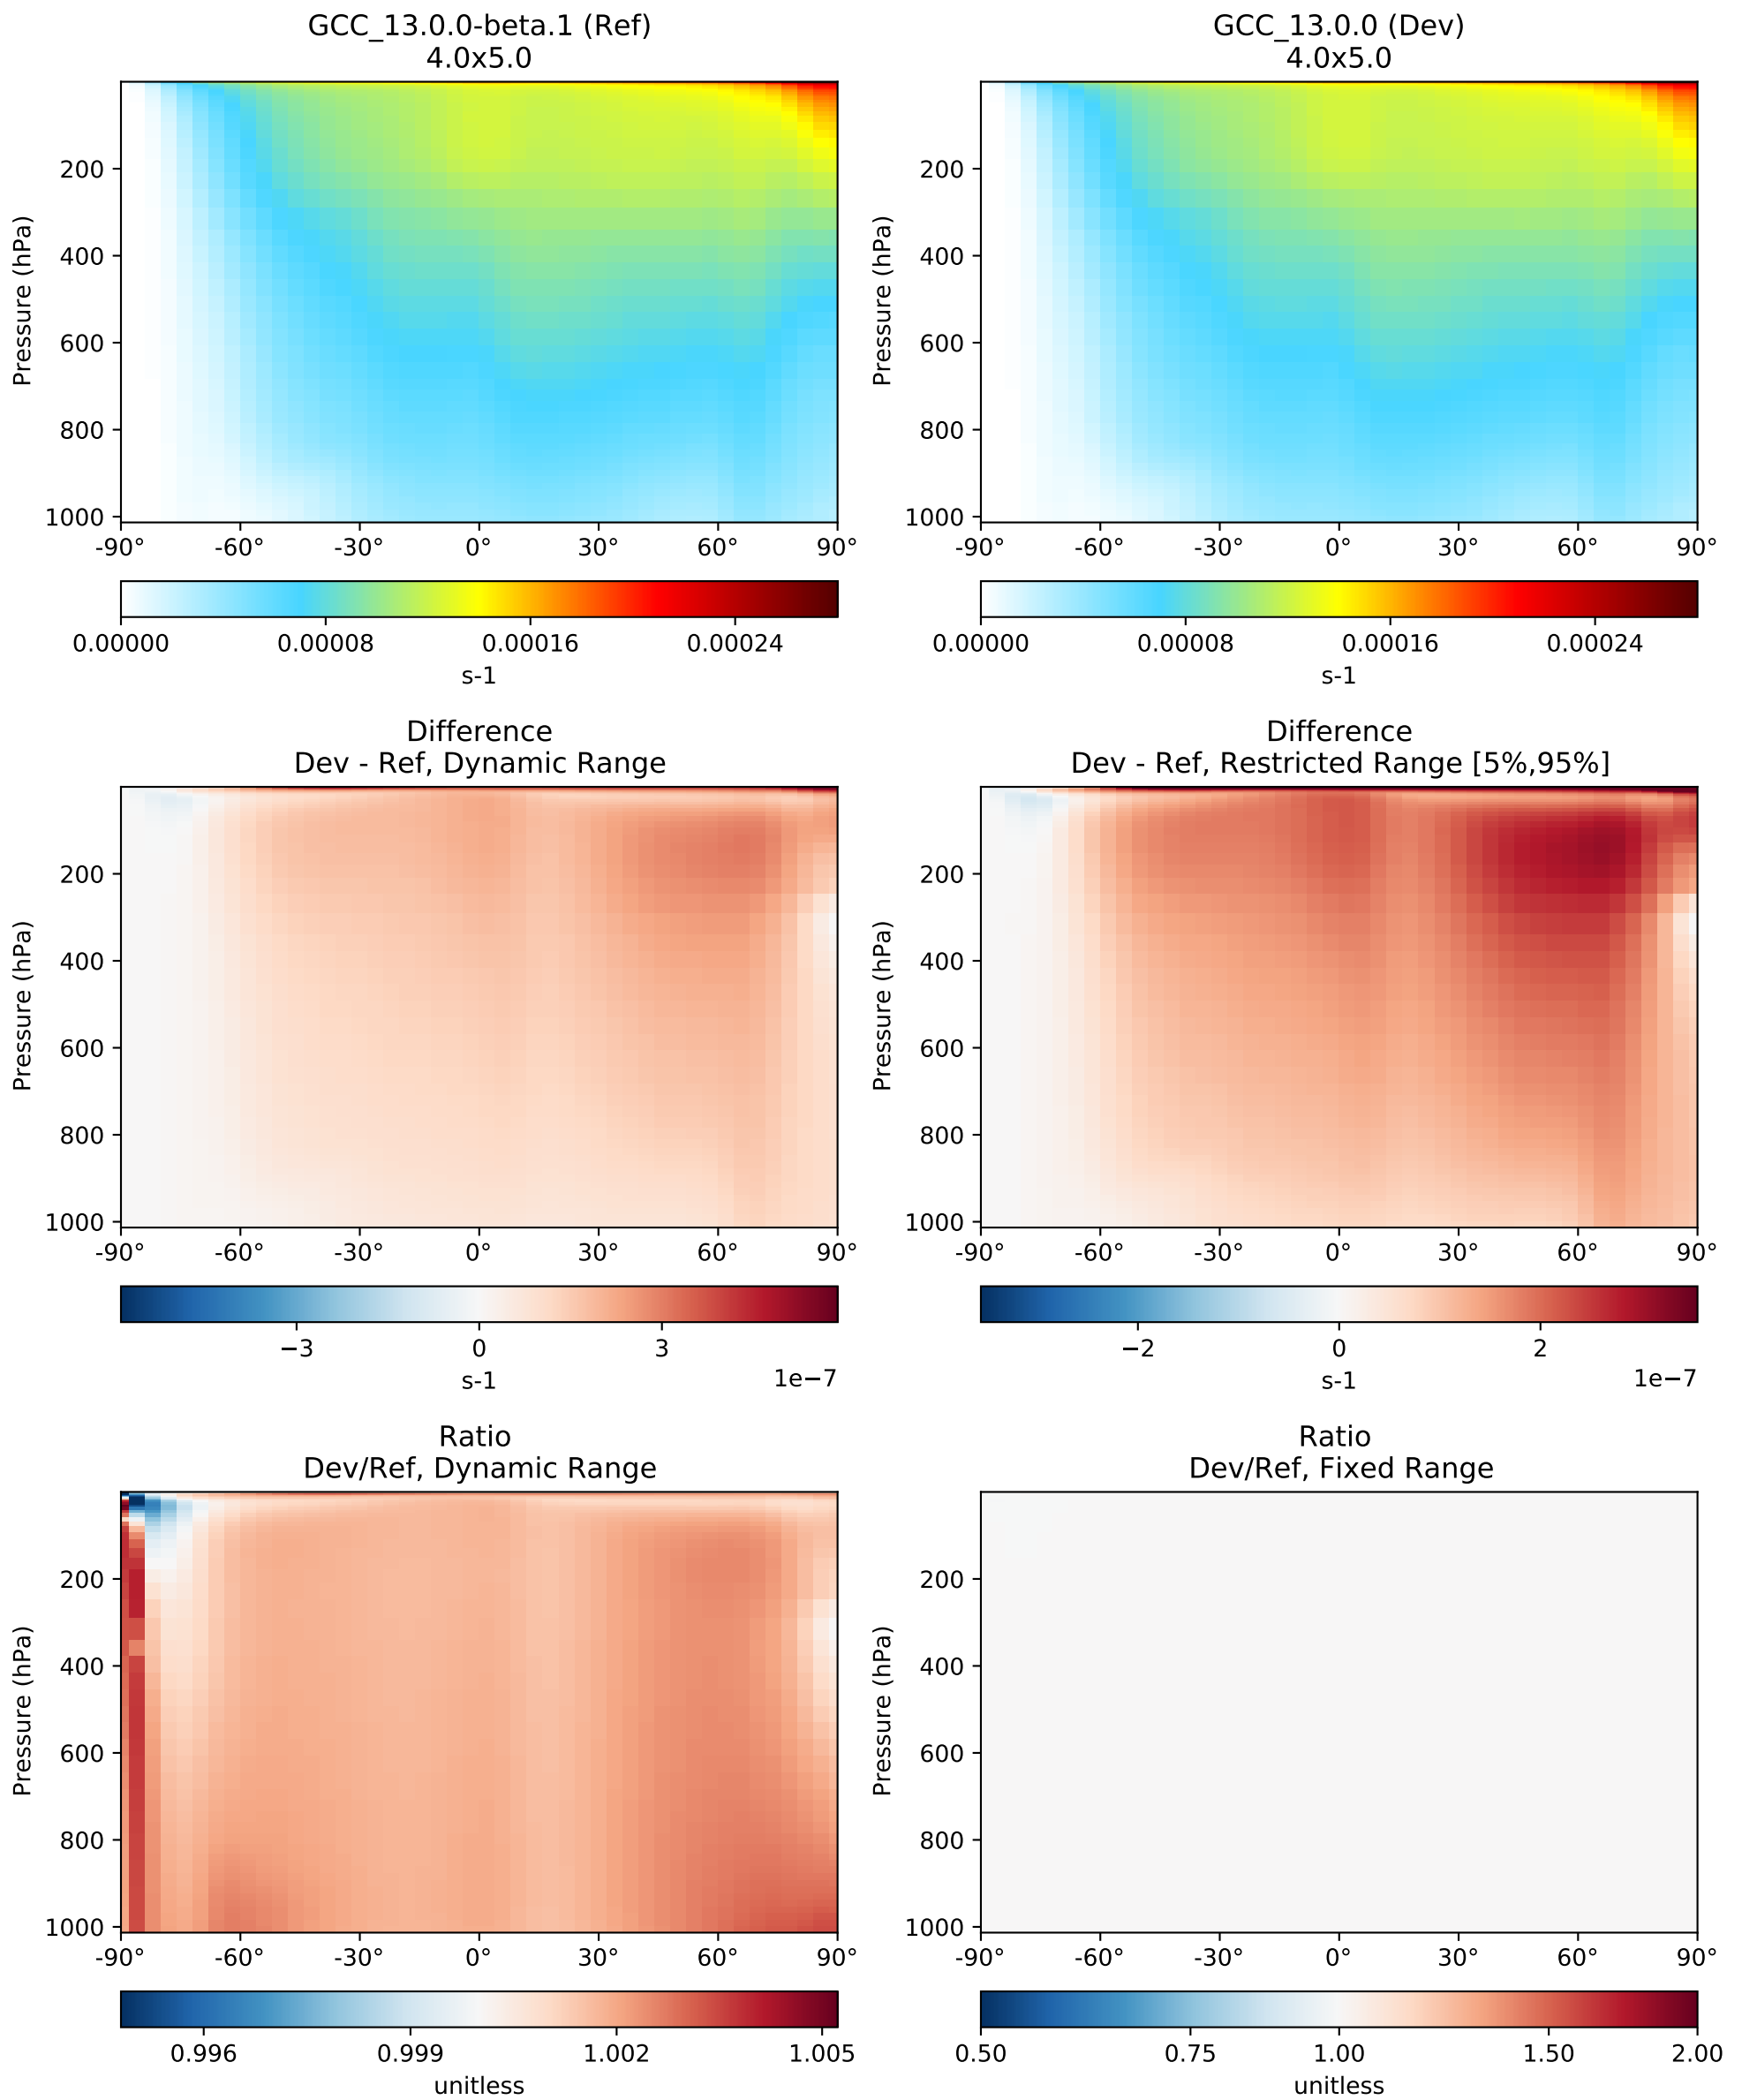 GCC_13.0.0-beta.1 (Ref)
4.0x5.0
Pressure (hPa)
200
400
600
800
1000
-90° -60° -30° 0° 30° 60° 90°
0.00000 0.00008 0.00016 0.00024
s-1
GCC_13.0.0 (Dev)
4.0x5.0
Pressure (hPa)
200
400
600
800
1000
-90° -60° -30° 0° 30° 60° 90°
0.00000 0.00008 0.00016 0.00024
s-1
Difference
Dev - Ref, Dynamic Range
Pressure (hPa)
200
400
600
800
1000
-90° -60° -30° 0° 30° 60° 90°
−3 0 3
s-1 1e−7
Difference
Dev - Ref, Restricted Range [5%,95%]
Pressure (hPa)
200
400
600
800
1000
-90° -60° -30° 0° 30° 60° 90°
−2 0 2
s-1 1e−7
Ratio
Dev/Ref, Dynamic Range
Pressure (hPa)
200
400
600
800
1000
-90° -60° -30° 0° 30° 60° 90°
0.996 0.999 1.002 1.005
unitless
Ratio
Dev/Ref, Fixed Range
Pressure (hPa)
200
400
600
800
1000
-90° -60° -30° 0° 30° 60° 90°
0.50 0.75 1.00 1.50 2.00
unitless